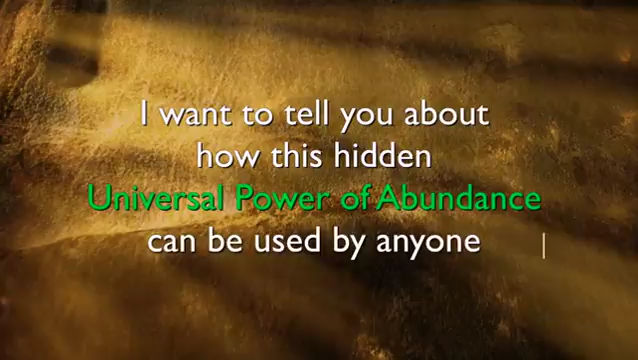 I want to tell you about
how this hidden
Universal Power of Abundance
can be used by anyone